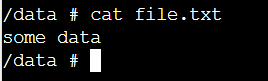 /data # cat file.txt
some data
/data #